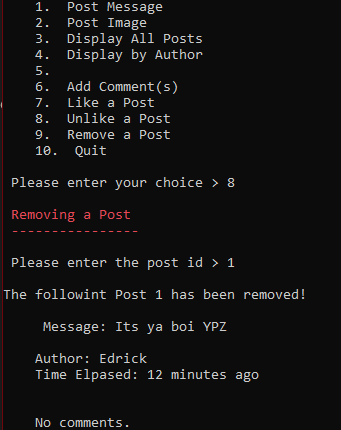 1. Post Message
2. Post Image
3. Display All Posts
4. Display by Author
5.
6. Add Comment(s)
7. Like a Post
8. Unlike a Post
9. Remove a Post
10. Quit
Please enter your choice > 8
Removing a Post
----------------
Please enter the post id > 1
The followint Post 1 has been removed!
Message: Its ya boi YPZ
Author: Edrick
Time Elpased: 12 minutes ago
No comments.